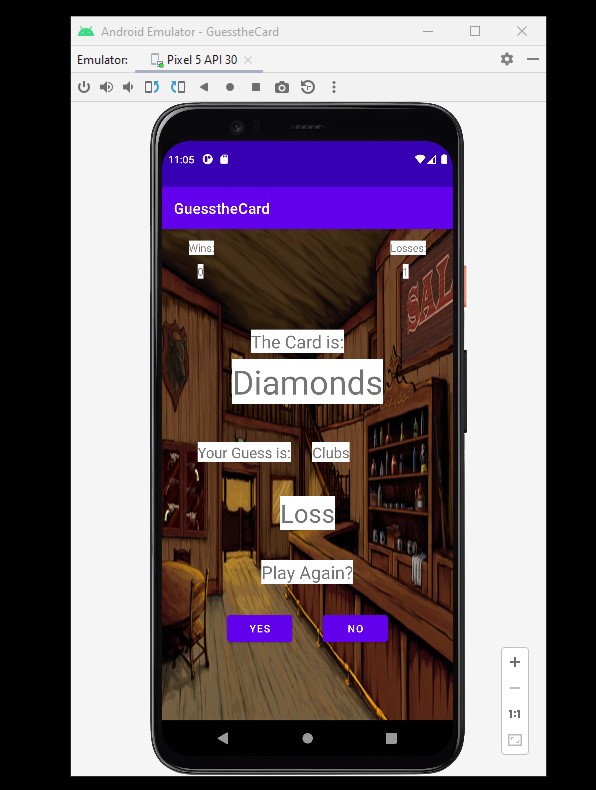 Android Emulator - GuesstheCard
Emulator: Pixel 5 API 30
11:05
GuesstheCard
Wins: Losses:
0 1
SAL
The Card is:
Diamonds
Your Guess is: Clubs
Loss
Play Again?
YES NO
1:1